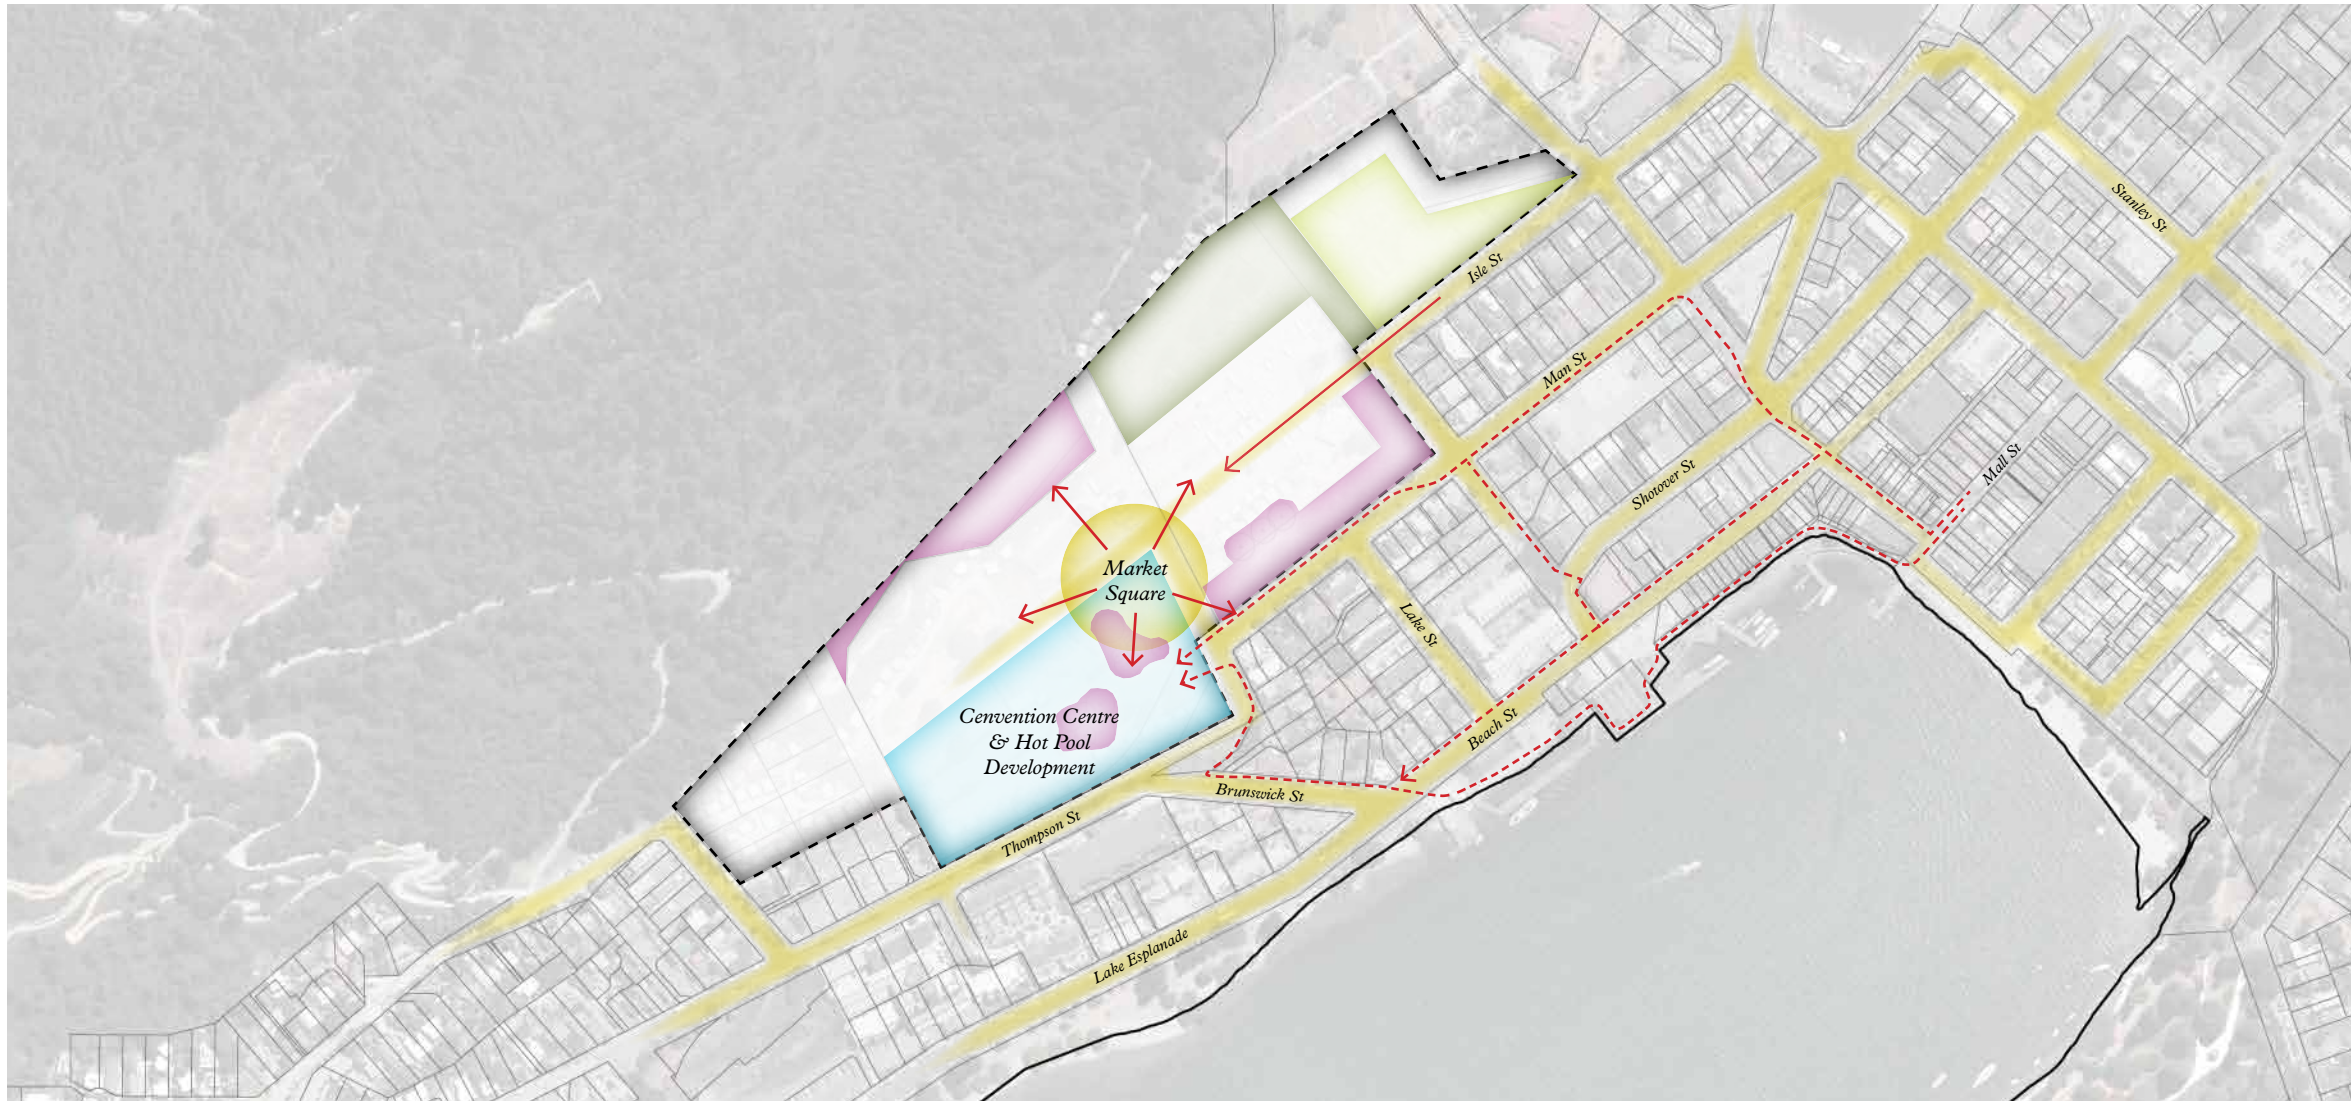 Stanley St
Isle St
Man St
Mall St
Shotover St
Market
Square
Lake St
Cenvention Centre
& Hot Pool
Development
Beach St
Brunswick St
Thompson St
Lake Esplanade